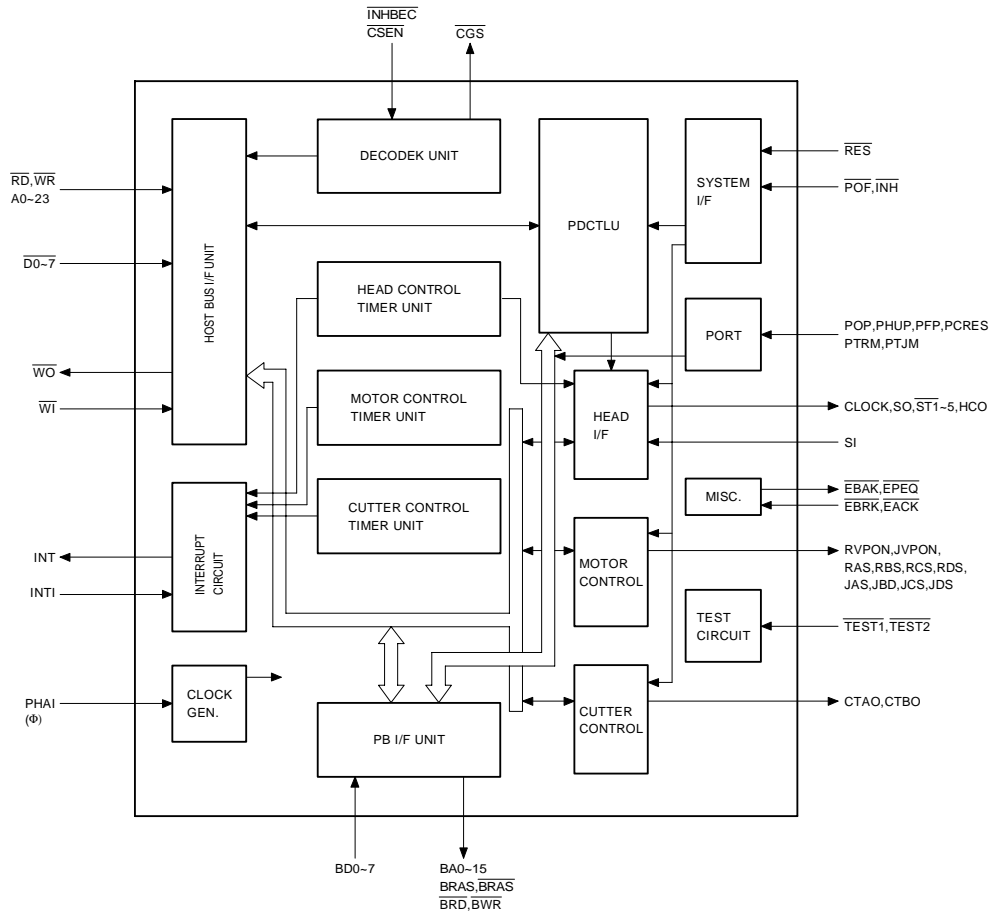 INHBEC
CSEN
CGS
DECODEK UNIT
RD,WR
A0~23
D0~7
WO
WI
HOST BUS I/F UNIT
PDCTLU
SYSTEM
I/F
RES
POF,INH
HEAD CONTROL
TIMER UNIT
PORT
POP,PHUP,PFP,PCRES
PTRM,PTJM
MOTOR CONTROL
TIMER UNIT
HEAD
I/F
CLOCK,SO,ST1~5,HCO
SI
CUTTER CONTROL
TIMER UNIT
MISC.
EBAK,EPEQ
EBRK,EACK
INT
INTI
INTERRUPT
CIRCUIT
MOTOR
CONTROL
RVPON,JVPON,
RAS,RBS,RCS,RDS,
JAS,JBD,JCS,JDS
TEST
CIRCUIT
TEST1,TEST2
PHAI
(Φ)
CLOCK
GEN.
PB I/F UNIT
CUTTER
CONTROL
CTAO,CTBO
BD0~7
BA0~15
BRAS,BRAS
BRD,BWR